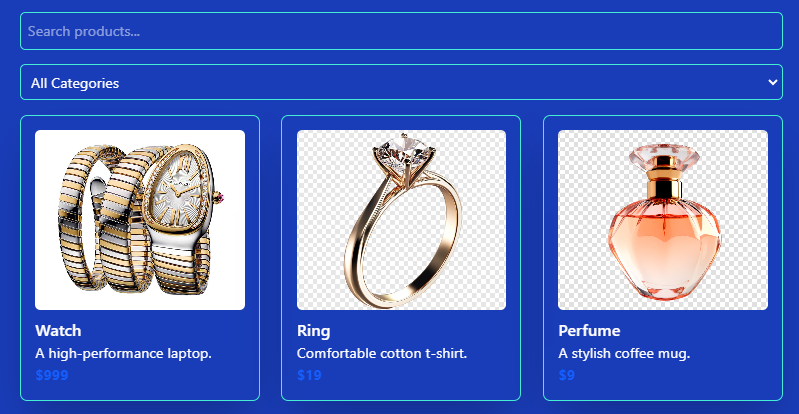 Search products...
All Categories
Watch
A high-performance laptop.
$999
Ring
Comfortable cotton t-shirt.
$19
Perfume
A stylish coffee mug.
$9